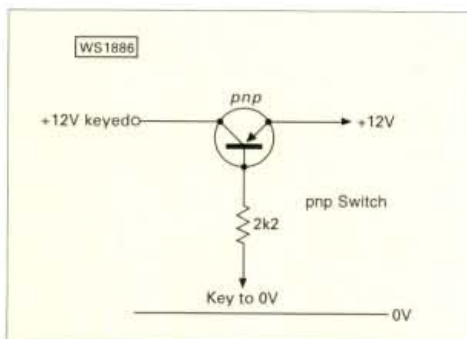 WS1886
pnp
+12V keyed
+12V
pnp Switch
2k2
Key to 0V
0V